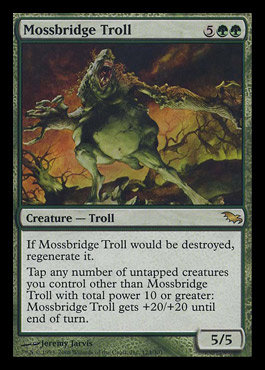 Mossbridge Troll 5
Creature — Troll
If Mossbridge Troll would be destroyed,
regenerate it.
Tap any number of untapped creatures
you control other than Mossbridge
Troll with total power 10 or greater:
Mossbridge Troll gets +20/+20 until
end of turn.
Jeremy Jarvis
5/5